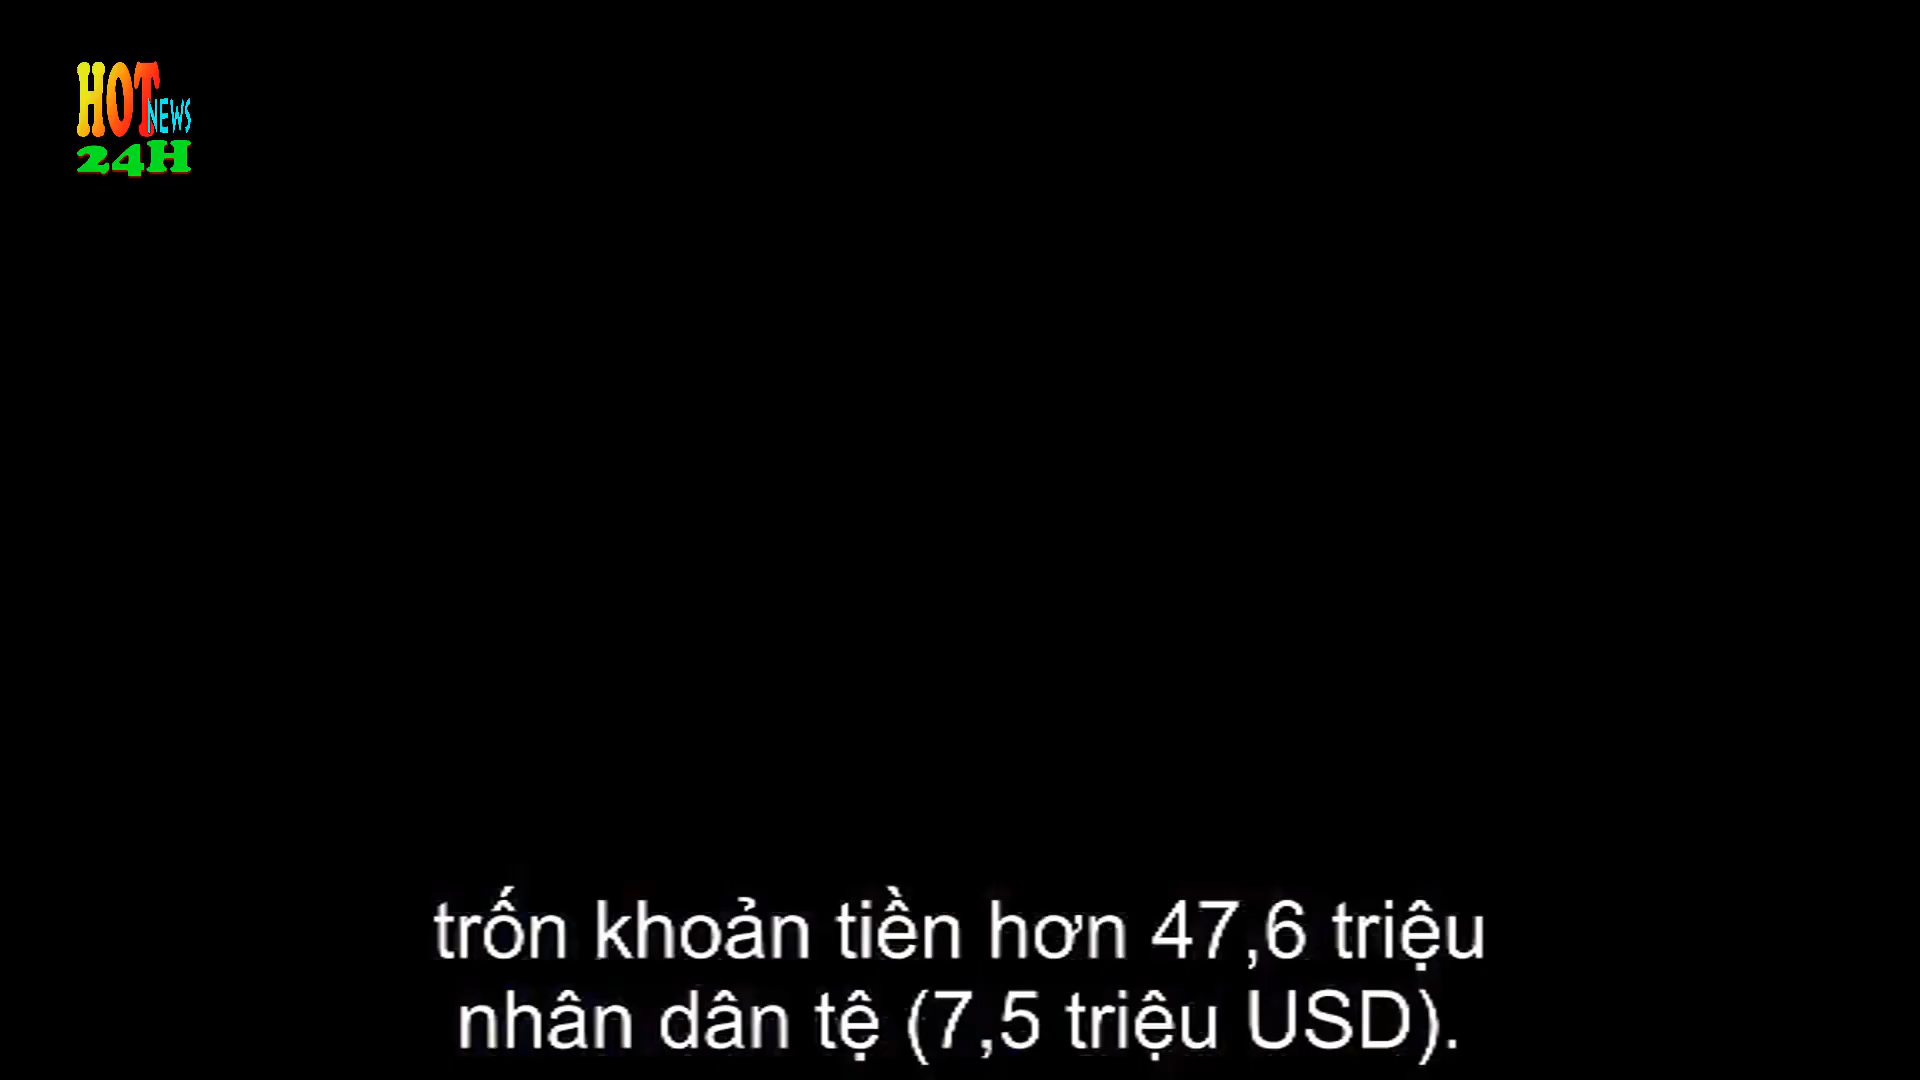 HOT NEWS
24H
trốn khoản tiền hơn 47,6 triệu
nhân dân tệ (7,5 triệu USD).